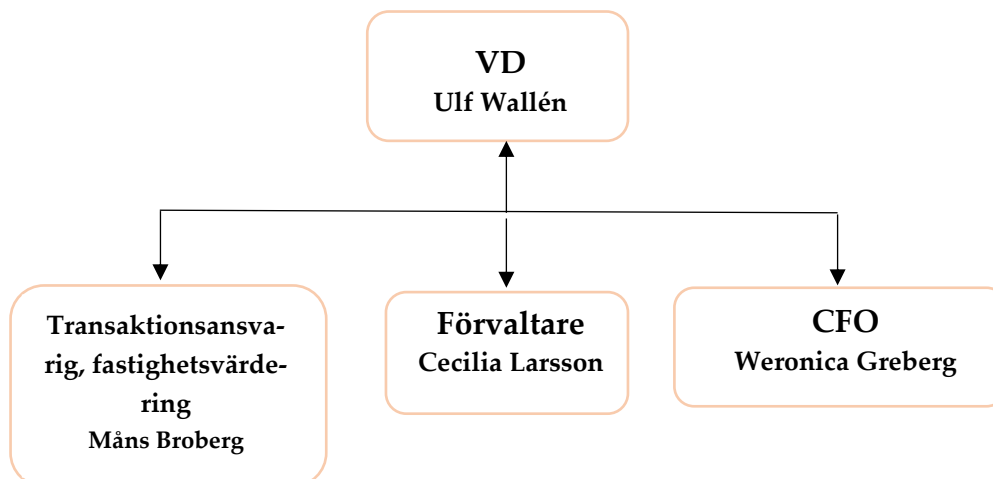 VD
Ulf Wallén
Transaktionsansva-
rig, fastighetsvärde-
ring
Måns Broberg
Förvaltare
Cecilia Larsson
CFO
Weronica Greberg